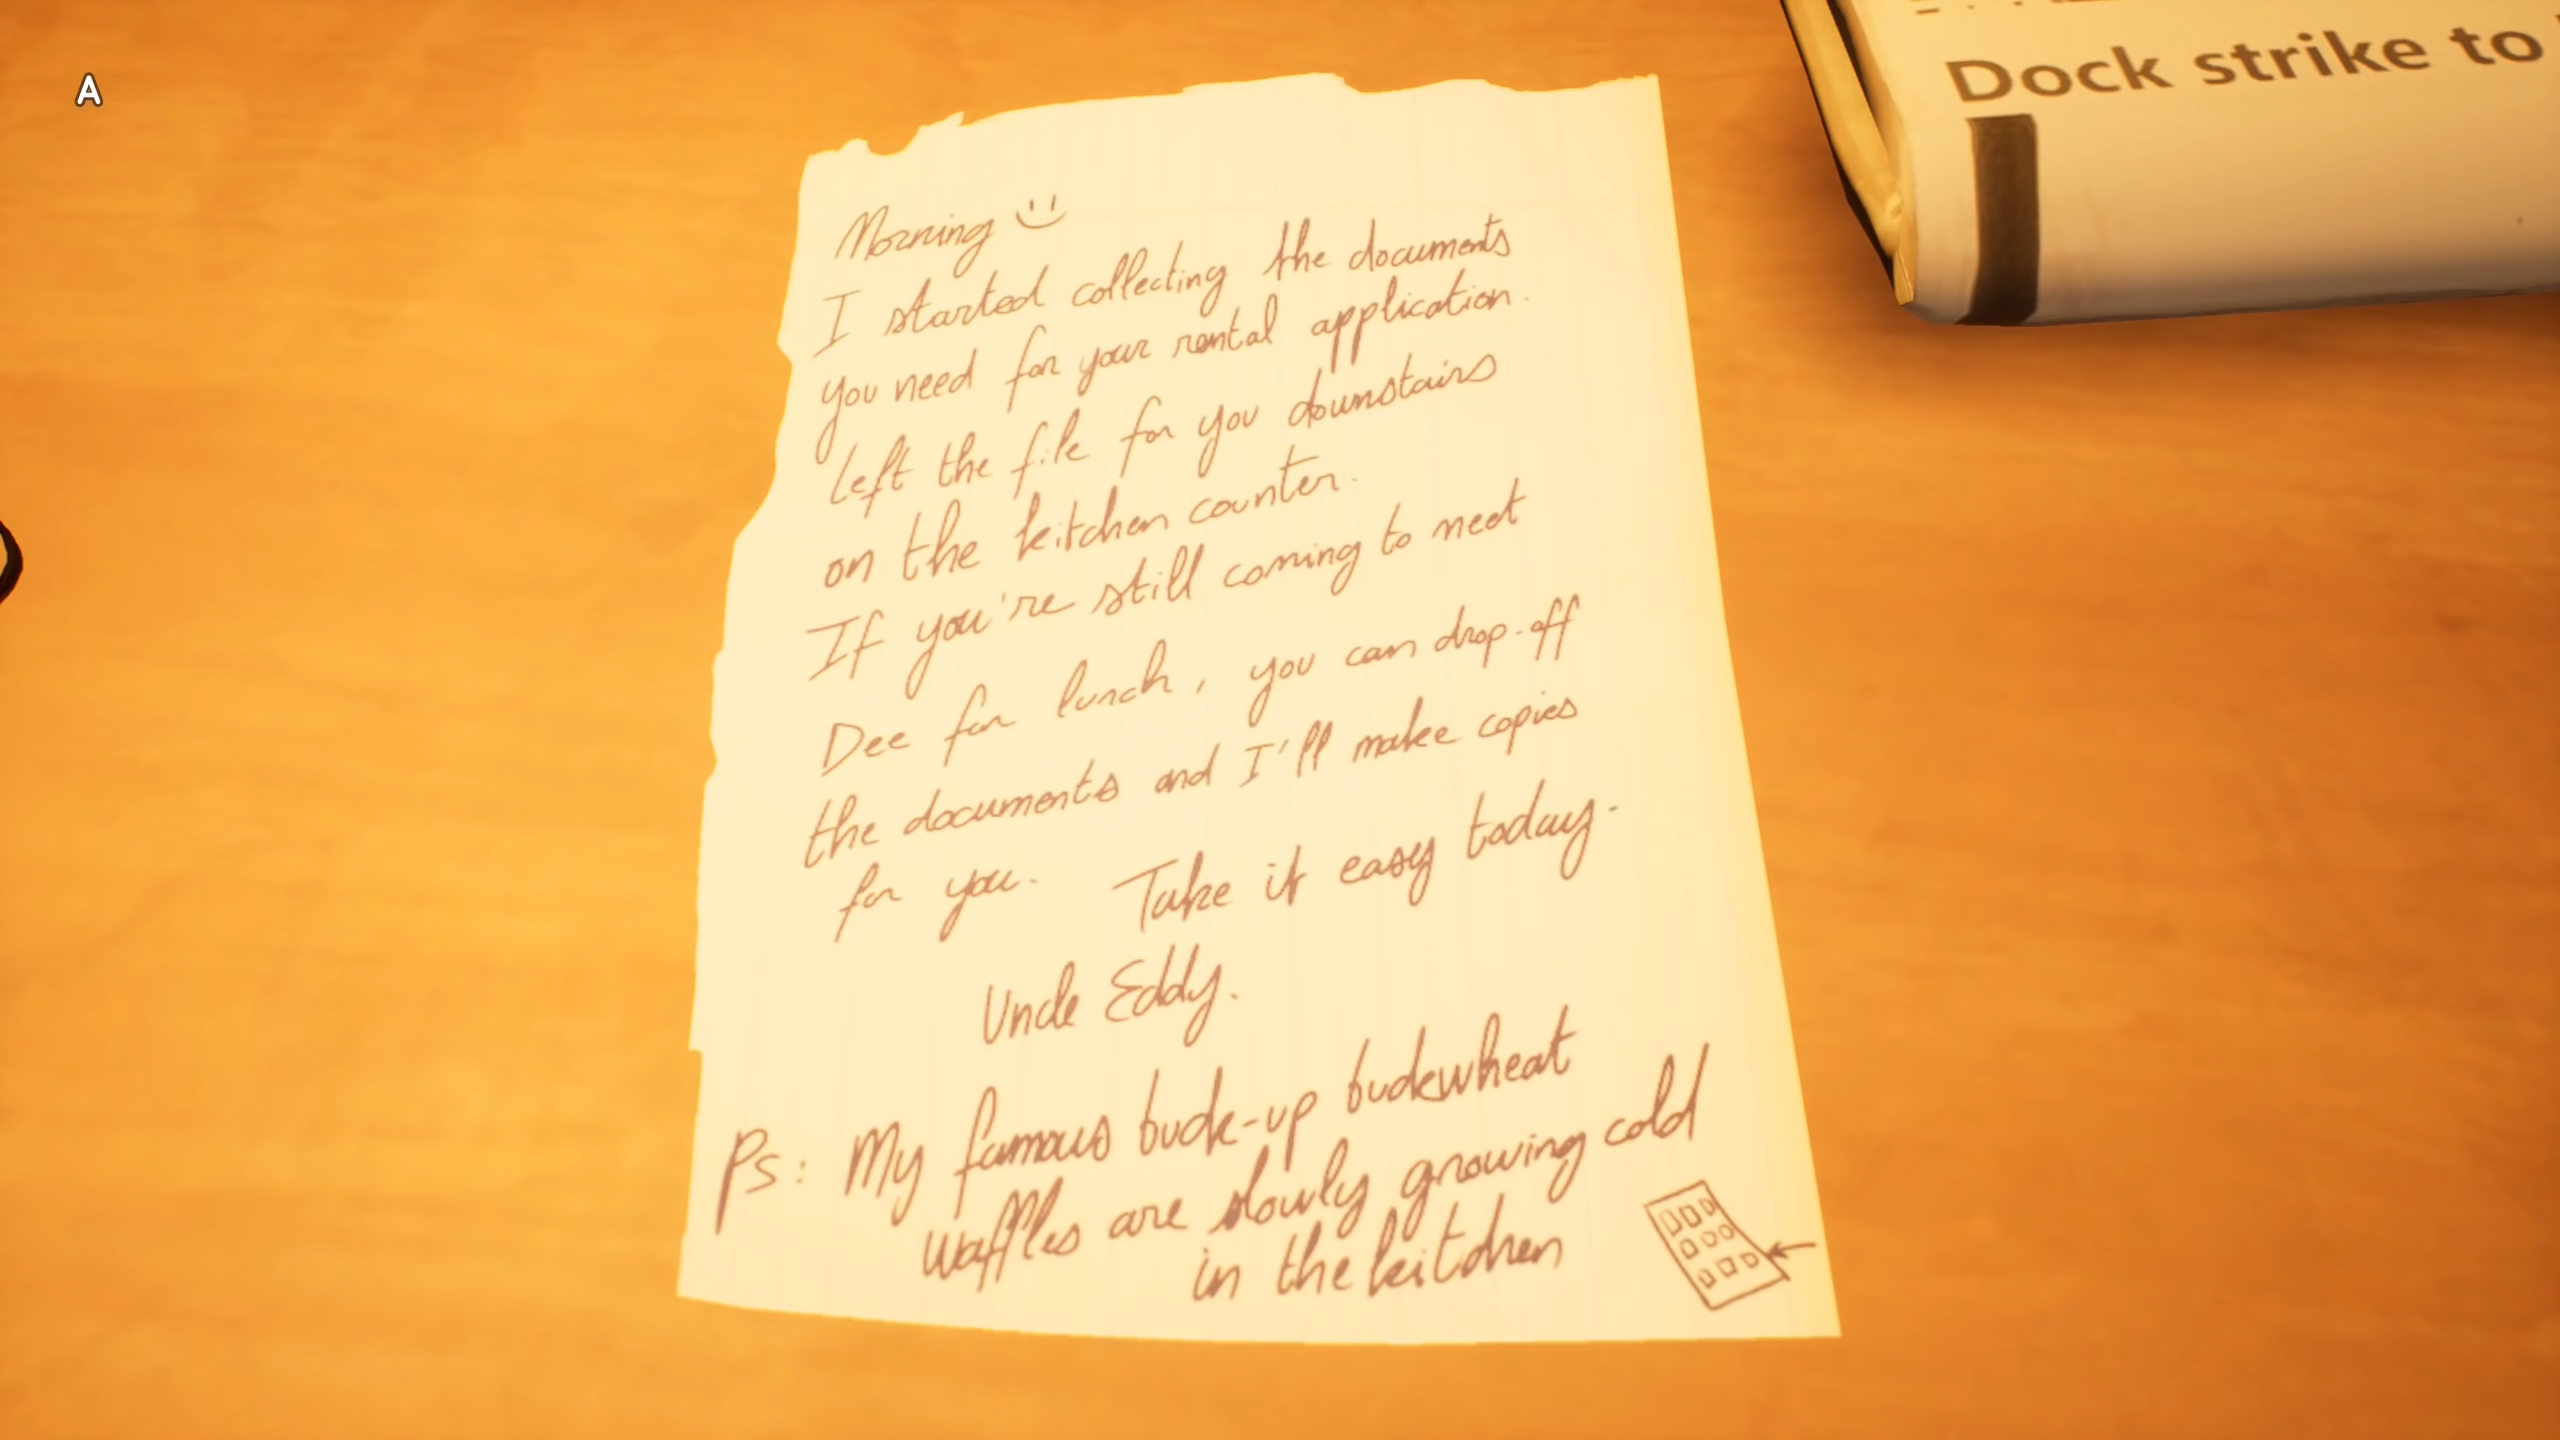 A
Dock strike to
Morning
I started collecting the documents
you need for your rental application.
Left the file for you downstairs
on the kitchen counter.
If you're still coming to meet
Dee for lunch, you can drop-off
the documents and I'll make copies
for you. Take it easy today.
Uncle Eddy.
Ps: My famous buck-up buckwheat
waffles are slowly growing cold
in the kitchen